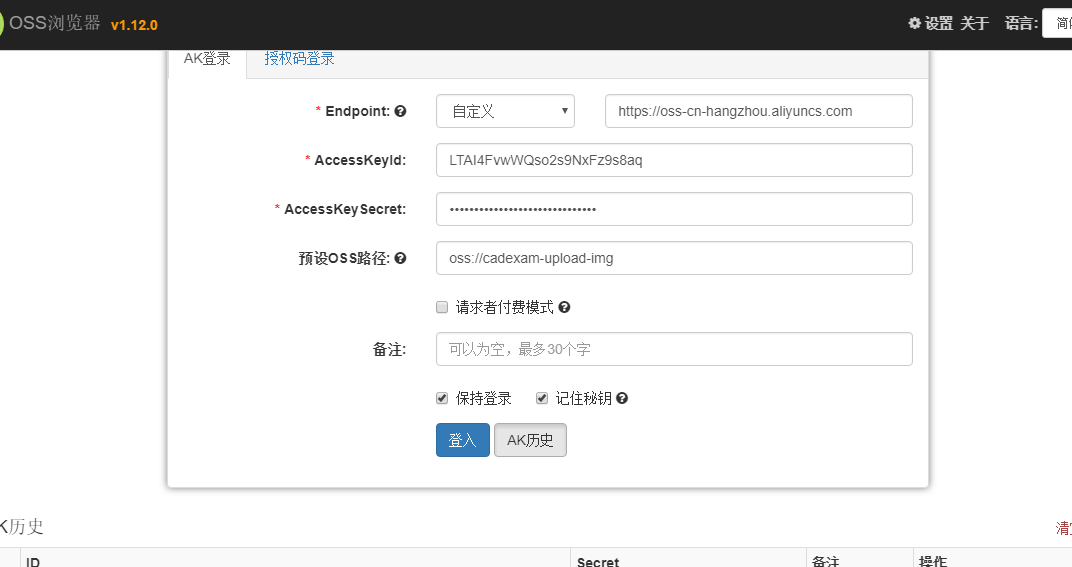 OSS浏览器 v1.12.0 设置 关于 语言:
AK登录 授权码登录
* Endpoint: 自定义 https://oss-cn-hangzhou.aliyuncs.com
* AccessKeyId: LTAI4FvwWQso2s9NxFz9s8aq
* AccessKeySecret: ••••••••••••••••••••••••••••••
预设OSS路径: oss://cadexam-upload-img
请求者付费模式
备注: 可以为空，最多30个字
保持登录 记住秘钥
登入 AK历史
K历史
ID Secret 备注 操作